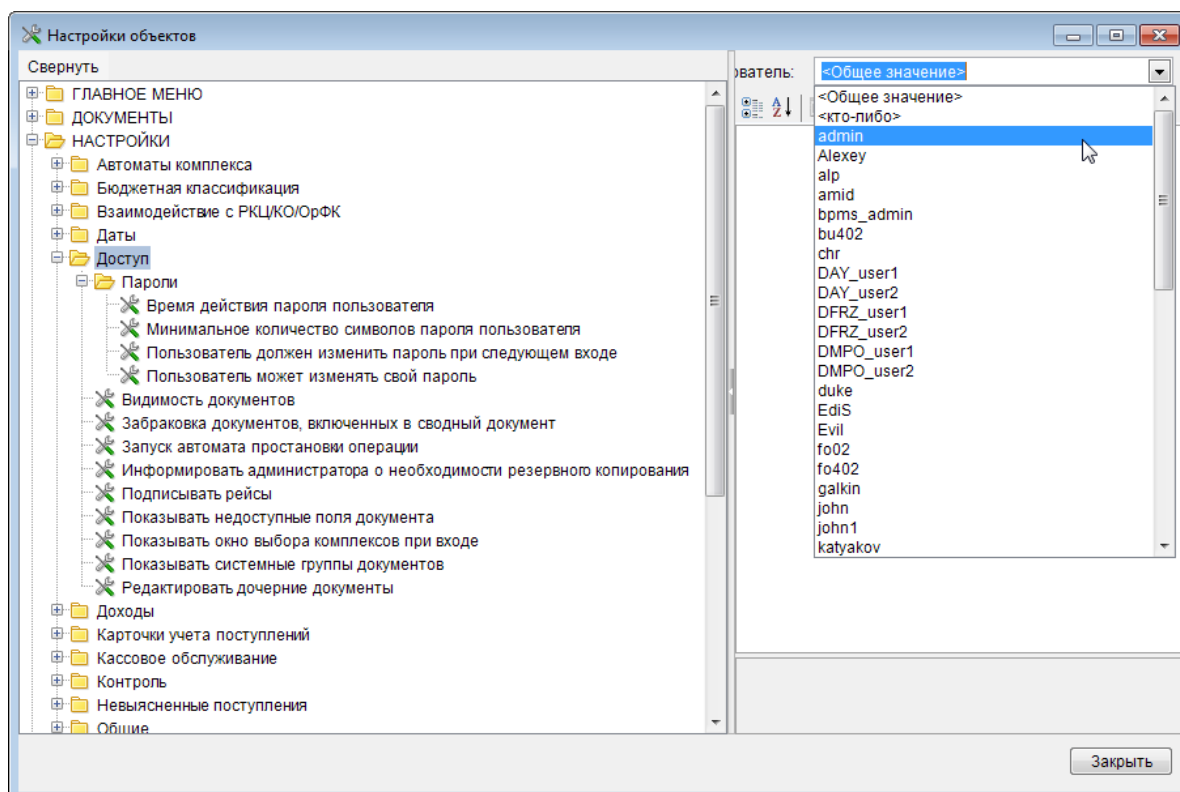 Настройки объектов
Свернуть
ГЛАВНОЕ МЕНЮ
ДОКУМЕНТЫ
НАСТРОЙКИ
Автоматы комплекса
Бюджетная классификация
Взаимодействие с РКЦ/КО/ОрФК
Даты
Доступ
Пароли
Время действия пароля пользователя
Минимальное количество символов пароля пользователя
Пользователь должен изменить пароль при следующем входе
Пользователь может изменять свой пароль
Видимость документов
Забраковка документов, включенных в сводный документ
Запуск автомата простановки операции
Информировать администратора о необходимости резервного копирования
Подписывать рейсы
Показывать недоступные поля документа
Показывать окно выбора комплексов при входе
Показывать системные группы документов
Редактировать дочерние документы
Доходы
Карточки учета поступлений
Кассовое обслуживание
Контроль
Невыясненные поступления
Общие
ователь: <Общее значение>
<Общее значение>
<кто-либо>
admin
Alexey
alp
amid
bpms_admin
bu402
chr
DAY_user1
DAY_user2
DFRZ_user1
DFRZ_user2
DMPO_user1
DMPO_user2
duke
EdiS
Evil
fo02
fo402
galkin
john
john1
katyakov
Закрыть